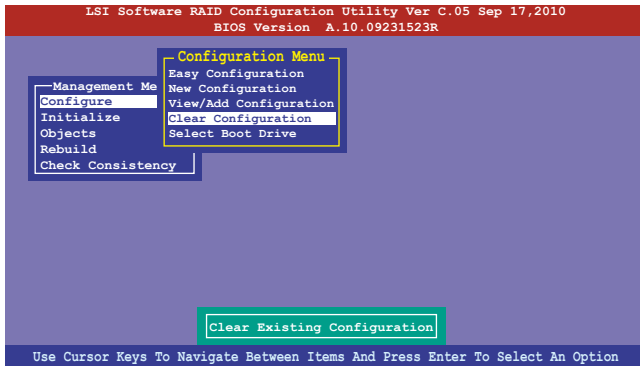 LSI Software RAID Configuration Utility Ver C.05 Sep 17,2010
BIOS Version A.10.09231523R
Configuration Menu
Easy Configuration
New Configuration
View/Add Configuration
Clear Configuration
Select Boot Drive
Management Me
Configure
Initialize
Objects
Rebuild
Check Consistency
Clear Existing Configuration
Use Cursor Keys To Navigate Between Items And Press Enter To Select An Option